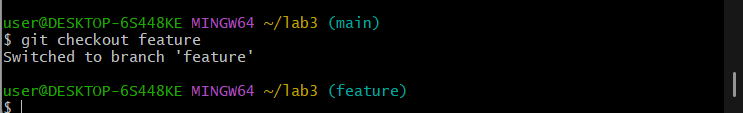 user@DESKTOP-6S448KE MINGW64 ~/lab3 (main)
$ git checkout feature
Switched to branch 'feature'
user@DESKTOP-6S448KE MINGW64 ~/lab3 (feature)
$